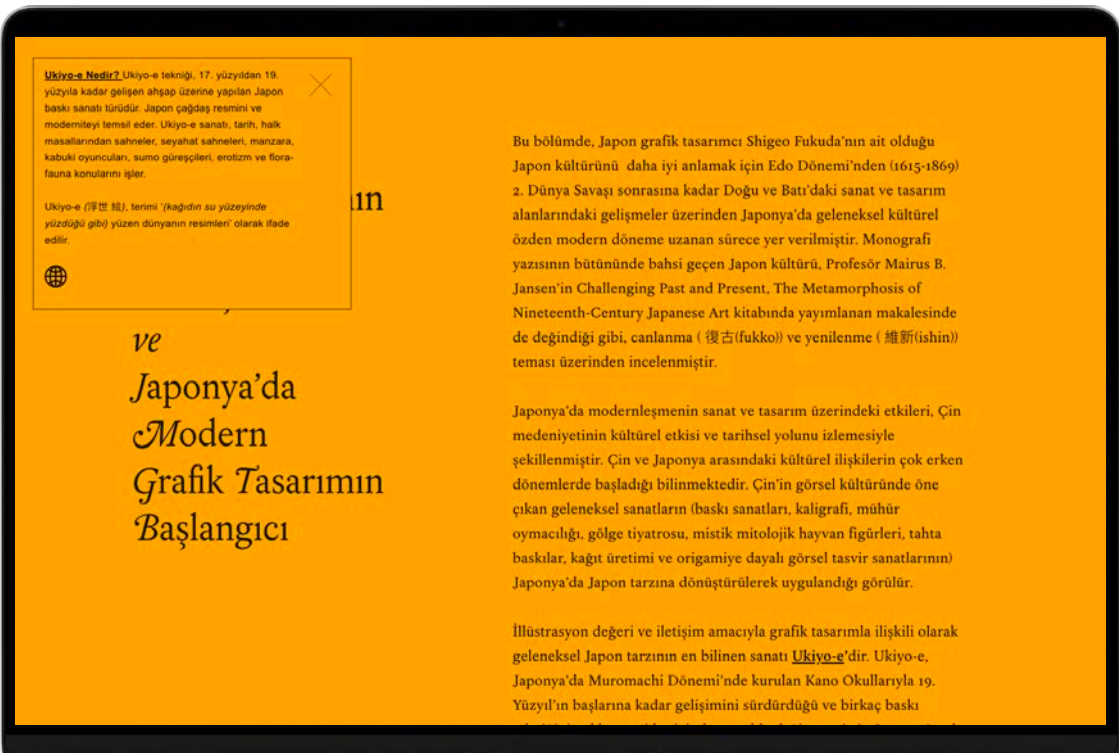 Ukiyo-e Nedir? Ukiyo-e tekniği, 17. yüzyıldan 19.
yüzyıla kadar gelişen ahşap üzerine yapılan Japon
baskı sanatı türüdür. Japon çağdaş resmini ve
moderniteyi temsil eder. Ukiyo-e sanatı, tarih, halk
masallarından sahneler, seyahat sahneleri, manzara,
kabuki oyuncuları, sumo güreşçileri, erotizm ve flora-
fauna konularını işler.
Ukiyo-e (浮世 絵), terimi '(kağıdın su yüzeyinde
yüzdüğü gibi) yüzen dünyanın resimleri' olarak ifade
edilir.
ve
Japonya'da
Modern
Grafik Tasarımın
Başlangıcı
Bu bölümde, Japon grafik tasarımcı Shigeo Fukuda'nın ait olduğu
Japon kültürünü daha iyi anlamak için Edo Dönemi'nden (1615-1869)
2. Dünya Savaşı sonrasına kadar Doğu ve Batı'daki sanat ve tasarım
alanlarındaki gelişmeler üzerinden Japonya'da geleneksel kültürel
özden modern döneme uzanan sürece yer verilmiştir. Monografi
yazısının bütününde bahsi geçen Japon kültürü, Profesör Mairus B.
Jansen'in Challenging Past and Present, The Metamorphosis of
Nineteenth-Century Japanese Art kitabında yayımlanan makalesinde
de değindiği gibi, canlanma ( 復古(fukko)) ve yenilenme ( 維新(ishin))
teması üzerinden incelenmiştir.
Japonya'da modernleşmenin sanat ve tasarım üzerindeki etkileri, Çin
medeniyetinin kültürel etkisi ve tarihsel yolunu izlemesiyle
şekillenmiştir. Çin ve Japonya arasındaki kültürel ilişkilerin çok erken
dönemlerde başladığı bilinmektedir. Çin'in görsel kültüründe öne
çıkan geleneksel sanatların (baskı sanatları, kaligrafi, mühür
oymacılığı, gölge tiyatrosu, mistik mitolojik hayvan figürleri, tahta
baskılar, kağıt üretimi ve origamiye dayalı görsel tasvir sanatlarının)
Japonya'da Japon tarzına dönüştürülerek uygulandığı görülür.
İllüstrasyon değeri ve iletişim amacıyla grafik tasarımla ilişkili olarak
geleneksel Japon tarzının en bilinen sanatı Ukiyo-e'dir. Ukiyo-e,
Japonya'da Muromachi Dönemi'nde kurulan Kano Okullarıyla 19.
Yüzyıl'ın başlarına kadar gelişimini sürdürdüğü ve birkaç baskı